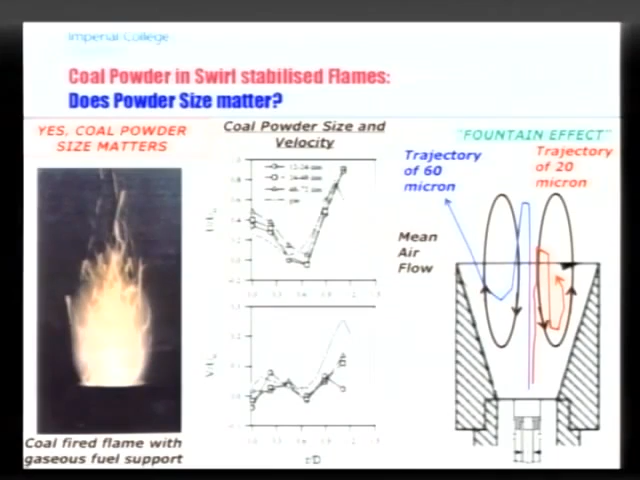 Imperial College
Coal Powder in Swirl stabilised Flames:
Does Powder Size matter?
YES, COAL POWDER
SIZE MATTERS
Coal Powder Size and
Velocity
"FOUNTAIN EFFECT"
Trajectory
of 60
micron
Trajectory
of 20
micron
Mean
Air
Flow
Coal fired flame with
gaseous fuel support
r/D